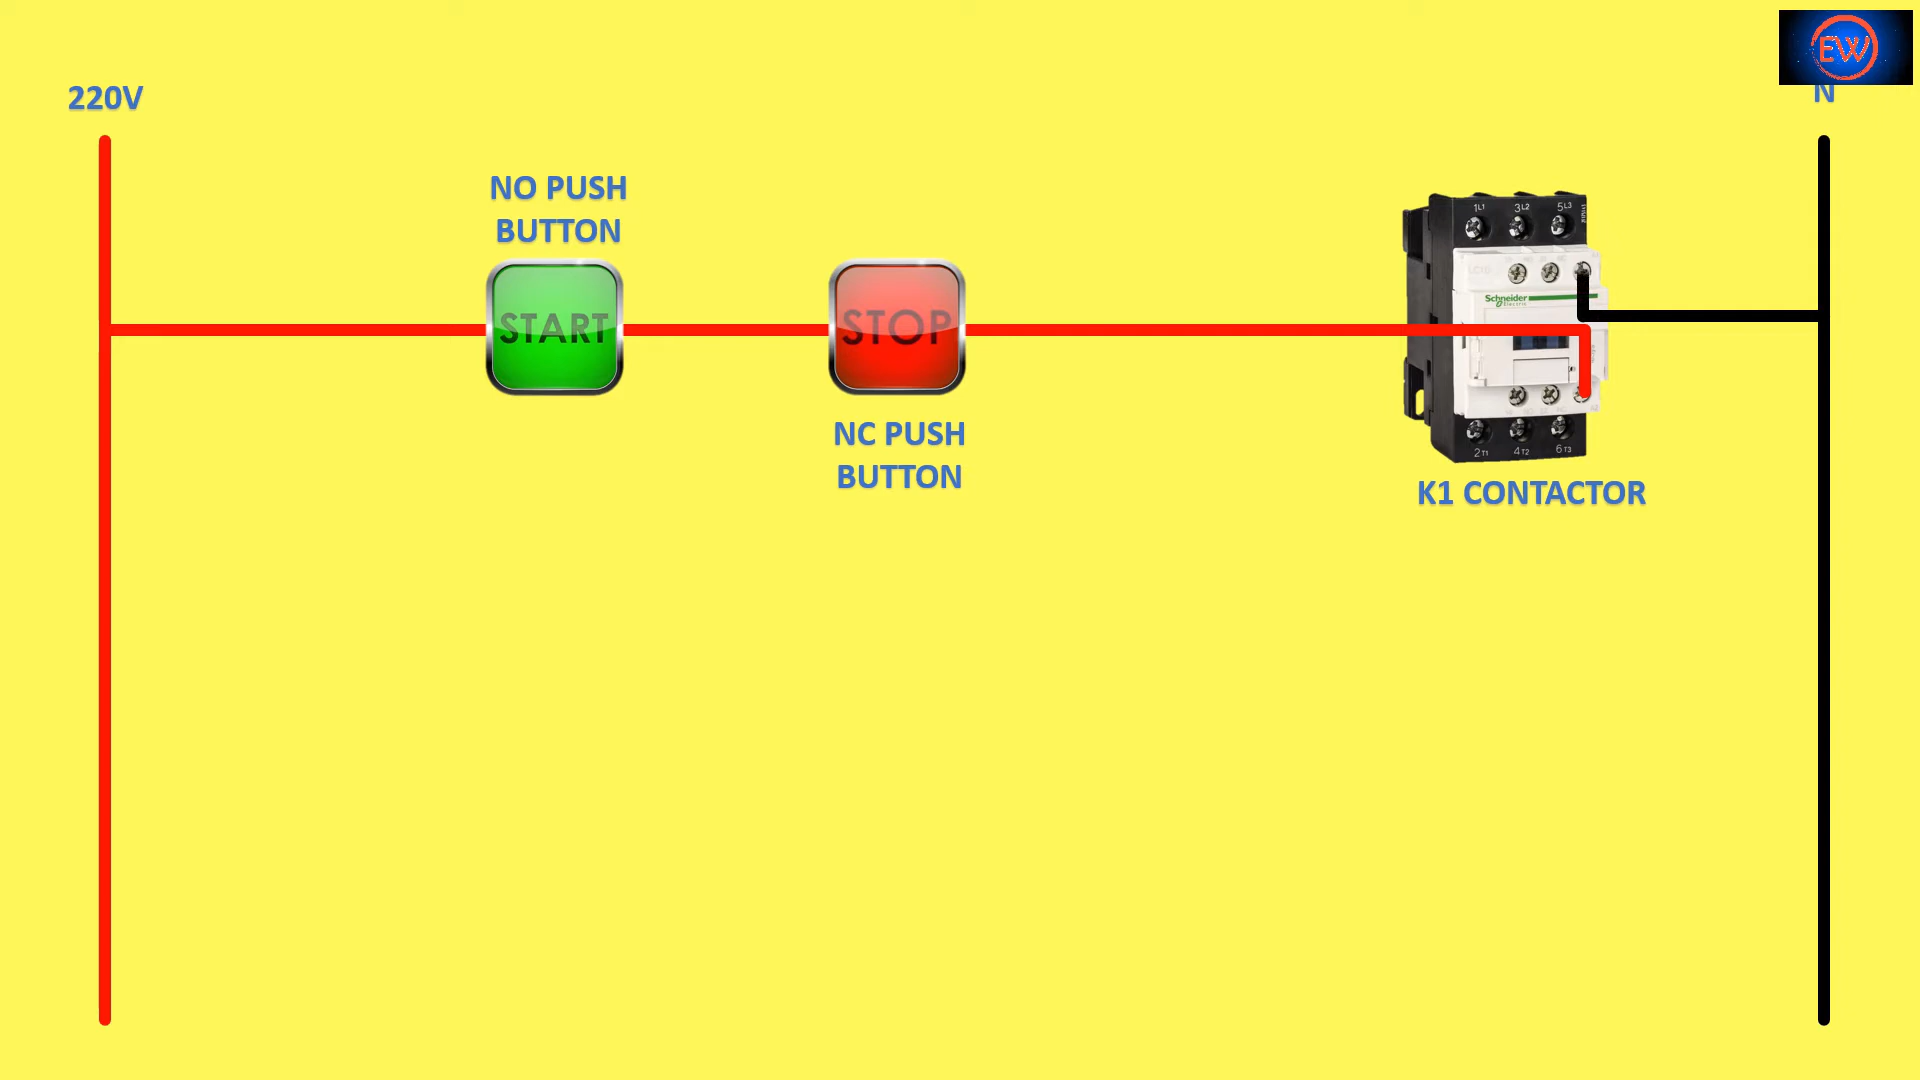 EW
220V
N
NO PUSH
BUTTON
1L1 3L2 5L3
START
STOP
Schneider
Electric
NC PUSH
BUTTON
2T1 4T2 6T3
K1 CONTACTOR